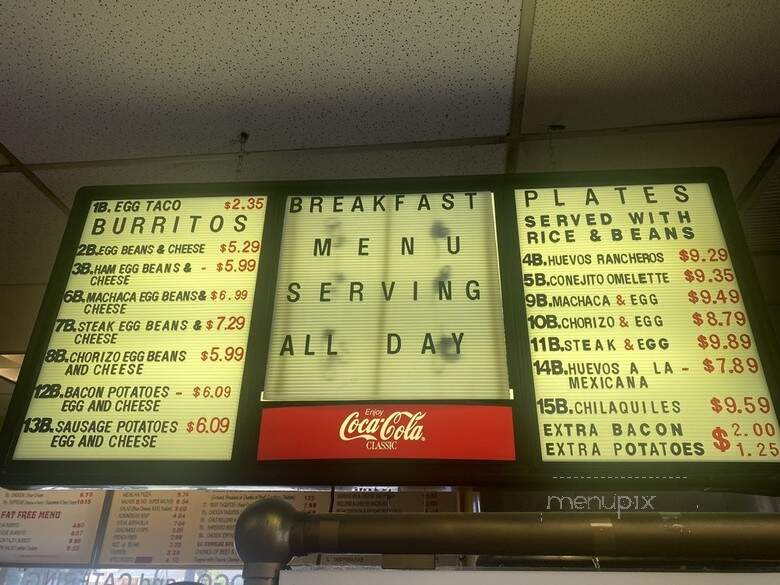 1B. EGG TACO $2.35
BURRITOS
2B. EGG BEANS & CHEESE $5.29
3B. HAM EGG BEANS & - $5.99
CHEESE
6B. MACHACA EGG BEANS & $6.99
CHEESE
7B. STEAK EGG BEANS & $7.29
CHEESE
8B. CHORIZO EGG BEANS $5.99
AND CHEESE
12B. BACON POTATOES - $6.09
EGG AND CHEESE
13B. SAUSAGE POTATOES $6.09
EGG AND CHEESE
BREAKFAST
MENU
SERVING
ALL DAY
Enjoy
Coca-Cola
CLASSIC
PLATES
SERVED WITH
RICE & BEANS
4B. HUEVOS RANCHEROS $9.29
5B. CONEJITO OMELETTE $9.35
9B. MACHACA & EGG $9.49
10B. CHORIZO & EGG $8.79
11B. STEAK & EGG $9.89
14B. HUEVOS A LA - $7.89
MEXICANA
15B. CHILAQUILES $9.59
EXTRA BACON $2.00
EXTRA POTATOES $1.25
menupix
FAT FREE MENU